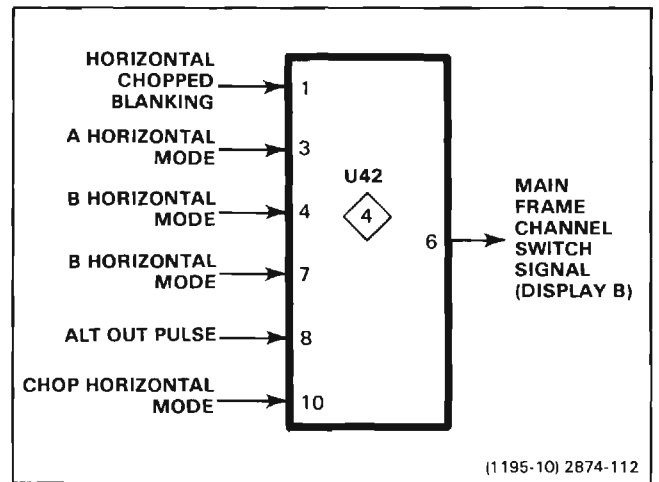 HORIZONTAL
CHOPPED
BLANKING
1
A HORIZONTAL
MODE
3
U42
B HORIZONTAL
MODE
4
4
6
MAIN
FRAME
CHANNEL
SWITCH
SIGNAL
(DISPLAY B)
B HORIZONTAL
MODE
7
ALT OUT PULSE
8
CHOP HORIZONTAL
MODE
10
(1195-10) 2874-112